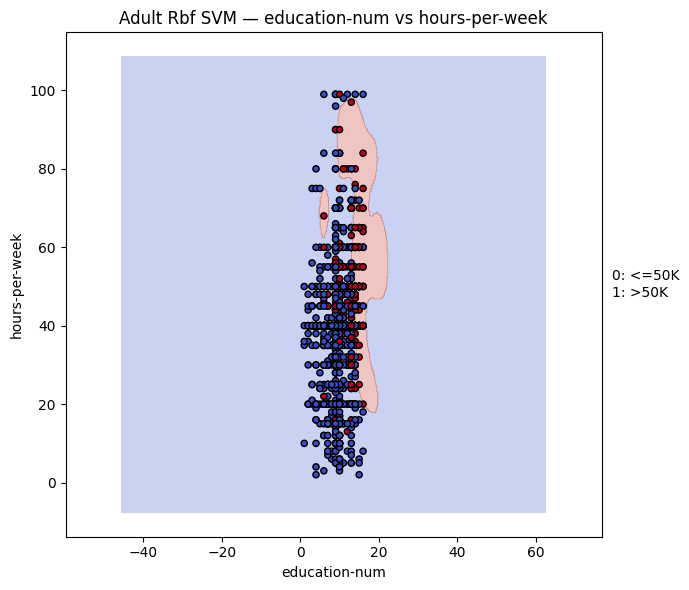 Adult Rbf SVM — education-num vs hours-per-week
100
80
60
40
20
0
hours-per-week
−40
−20
0
20
40
60
education-num
0: <=50K
1: >50K